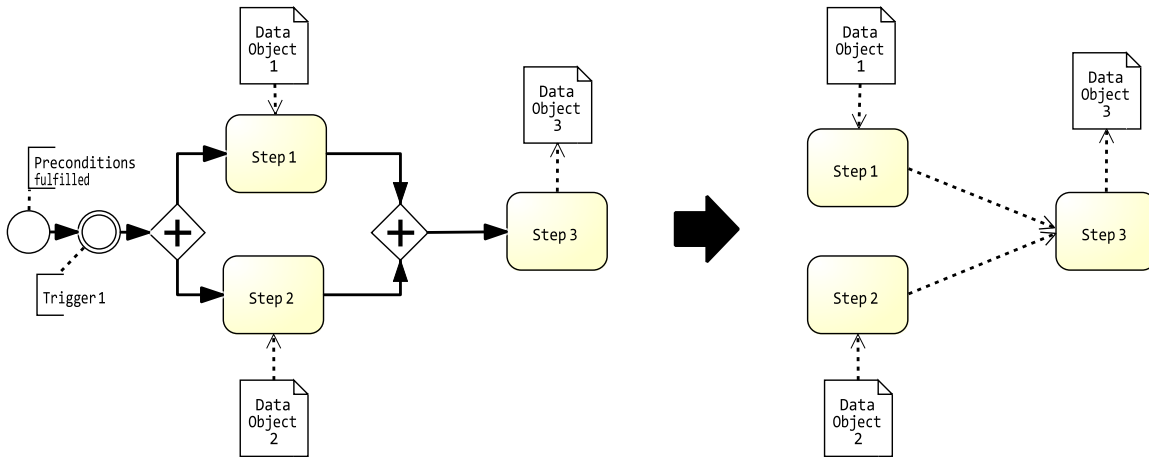 Data
Object
1
Data
Object
3
Preconditions
fulfilled
Step 1
Step 3
Step 2
Trigger 1
Data
Object
2
Data
Object
1
Data
Object
3
Step 1
Step 3
Step 2
Data
Object
2